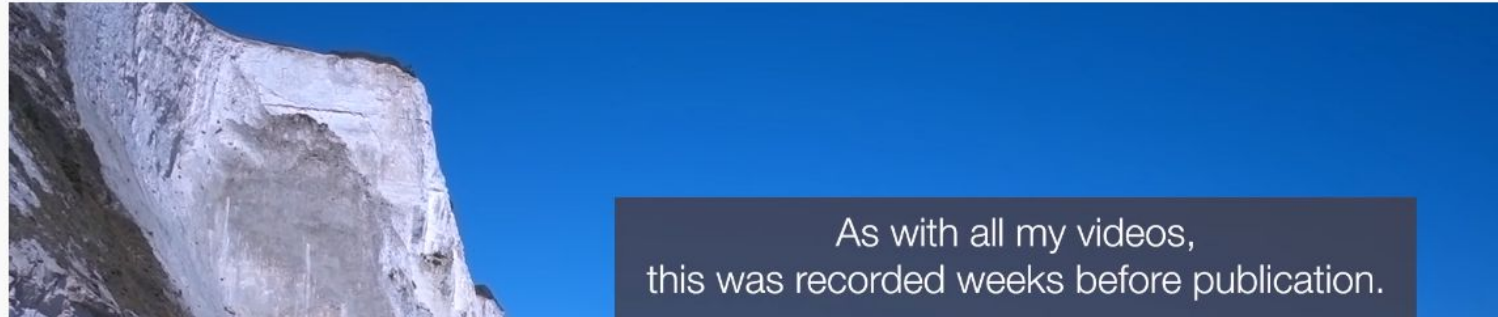 As with all my videos,
this was recorded weeks before publication.